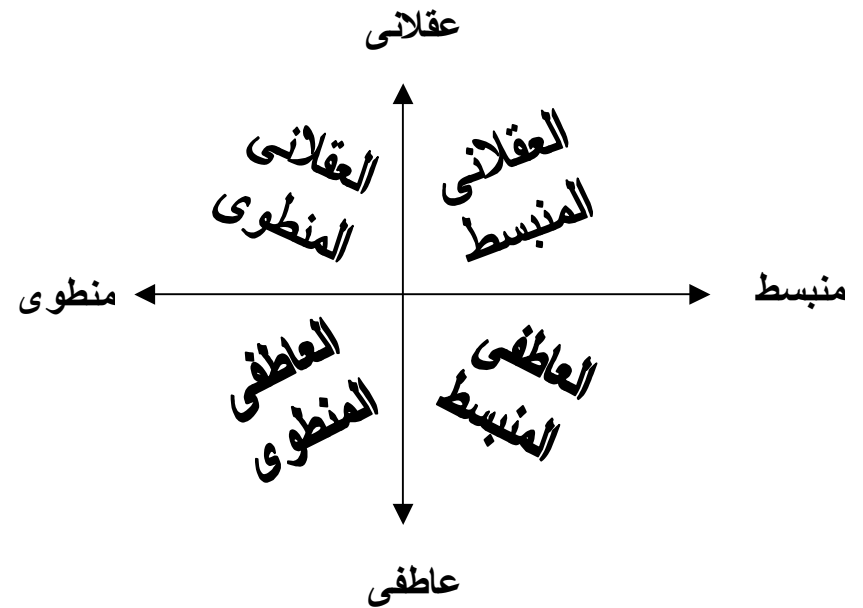 عقلانى
العقلانى
المنبسط
العقلانى
المنطوى
منبسط
منطوى
العاطفى
المنبسط
العاطفى
المنطوى
عاطفى